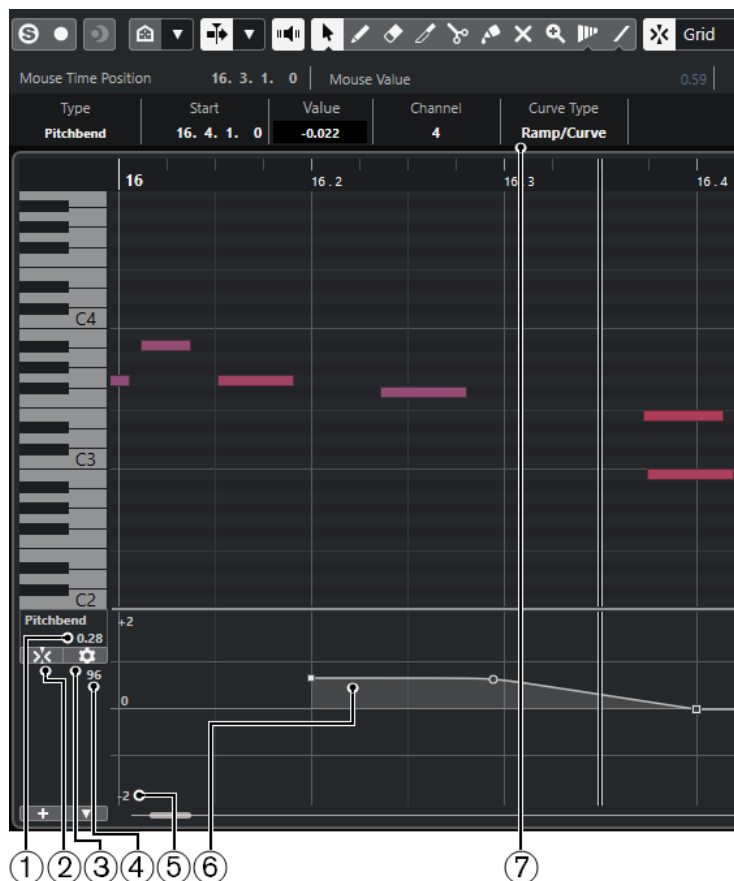 S
Grid
Mouse Time Position 16. 3. 1. 0 Mouse Value 0.59
Type Start Value Channel Curve Type
Pitchbend 16. 4. 1. 0 -0.022 4 Ramp/Curve
16 16.2 16.3 16.4
C4
C3
C2
Pitchbend +2
0.28
96
0
-2
+
① ② ③ ④ ⑤ ⑥ ⑦